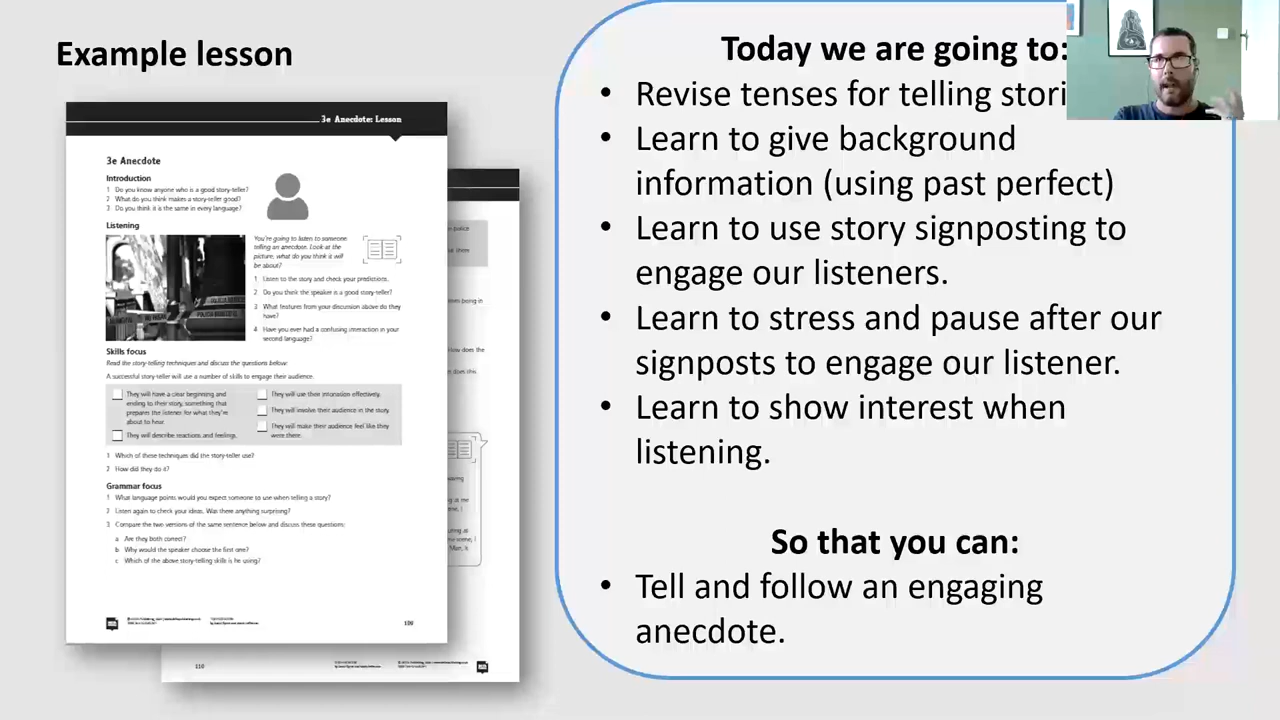 Example lesson
3e Anecdote: Lesson
3e Anecdote
Introduction
1 Do you know anyone who is a good story-teller?
2 What do you think makes a story-teller good?
3 Do you think it is the same in every language?
Listening
You're going to listen to someone
telling an anecdote. Look at the
picture, what do you think it will
be about?
1 Listen to the story and check your predictions.
2 Do you think the speaker is a good story-teller?
3 What features from your discussion above do they
have?
4 Have you ever had a confusing interaction in your
second language?
Skills focus
Read the story-telling techniques and discuss the questions below.
A successful story-teller will use a number of skills to engage their audience.
They will have a clear beginning and
ending to their story, something that
prepares the listener for what they're
about to hear.
They will describe reactions and feelings.
They will use their intonation effectively.
They will involve their audience in the story.
They will make their audience feel like they
were there.
1 Which of these techniques did the story-teller use?
2 How did they do it?
Grammar focus
1 What language points would you expect someone to use when telling a story?
2 Listen again to check your ideas. Was there anything surprising?
3 Compare the two versions of the same sentence below and discuss these questions:
a Are they both correct?
b Why would the speaker choose the first one?
c Which of the above story-telling skills is he using?
110
Today we are going to:
• Revise tenses for telling stori
• Learn to give background
information (using past perfect)
• Learn to use story signposting to
engage our listeners.
• Learn to stress and pause after our
signposts to engage our listener.
• Learn to show interest when
listening.
So that you can:
• Tell and follow an engaging
anecdote.